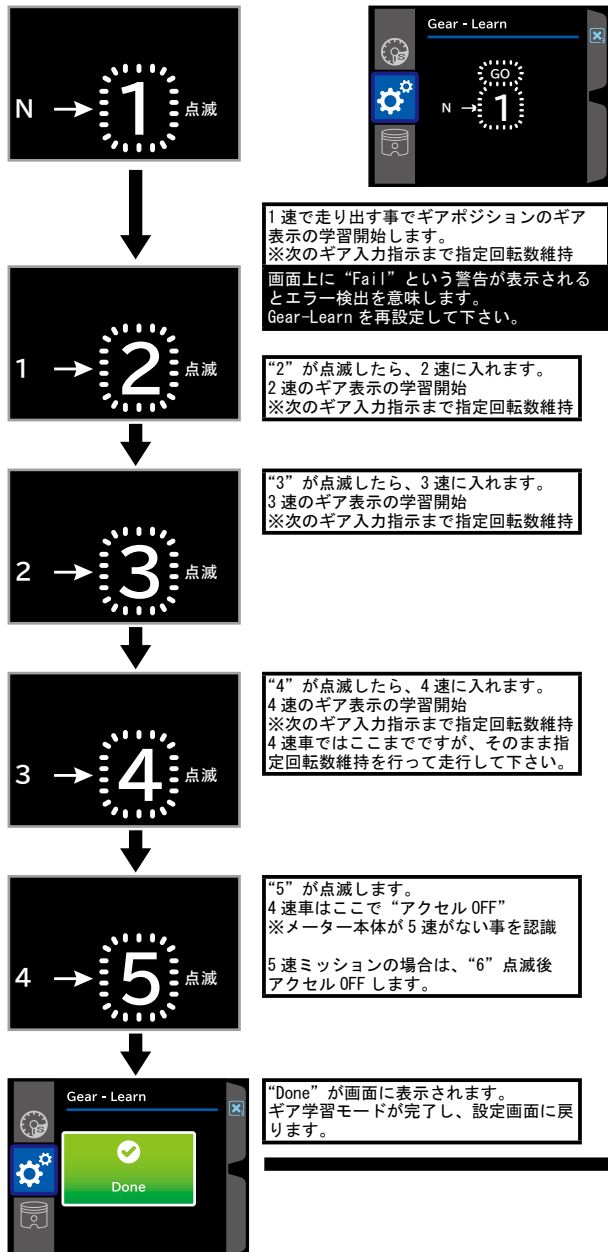 N → 1 点滅
Gear - Learn
GO
N → 1
1速で走り出す事でギアポジションのギア
表示の学習開始します。
※次のギア入力指示まで指定回転数維持
画面上に“Fail”という警告が表示される
とエラー検出を意味します。
Gear-Learnを再設定して下さい。
1 → 2 点滅
“2”が点滅したら、2速に入れます。
2速のギア表示の学習開始
※次のギア入力指示まで指定回転数維持
2 → 3 点滅
“3”が点滅したら、3速に入れます。
3速のギア表示の学習開始
※次のギア入力指示まで指定回転数維持
3 → 4 点滅
“4”が点滅したら、4速に入れます。
4速のギア表示の学習開始
※次のギア入力指示まで指定回転数維持
4速車ではここまでですが、そのまま指
定回転数維持を行って走行して下さい。
4 → 5 点滅
“5”が点滅します。
4速車はここで“アクセルOFF”
※メーター本体が5速がない事を認識
5速ミッションの場合は、“6”点滅後
アクセルOFFします。
Gear - Learn
Done
“Done”が画面に表示されます。
ギア学習モードが完了し、設定画面に戻
ります。